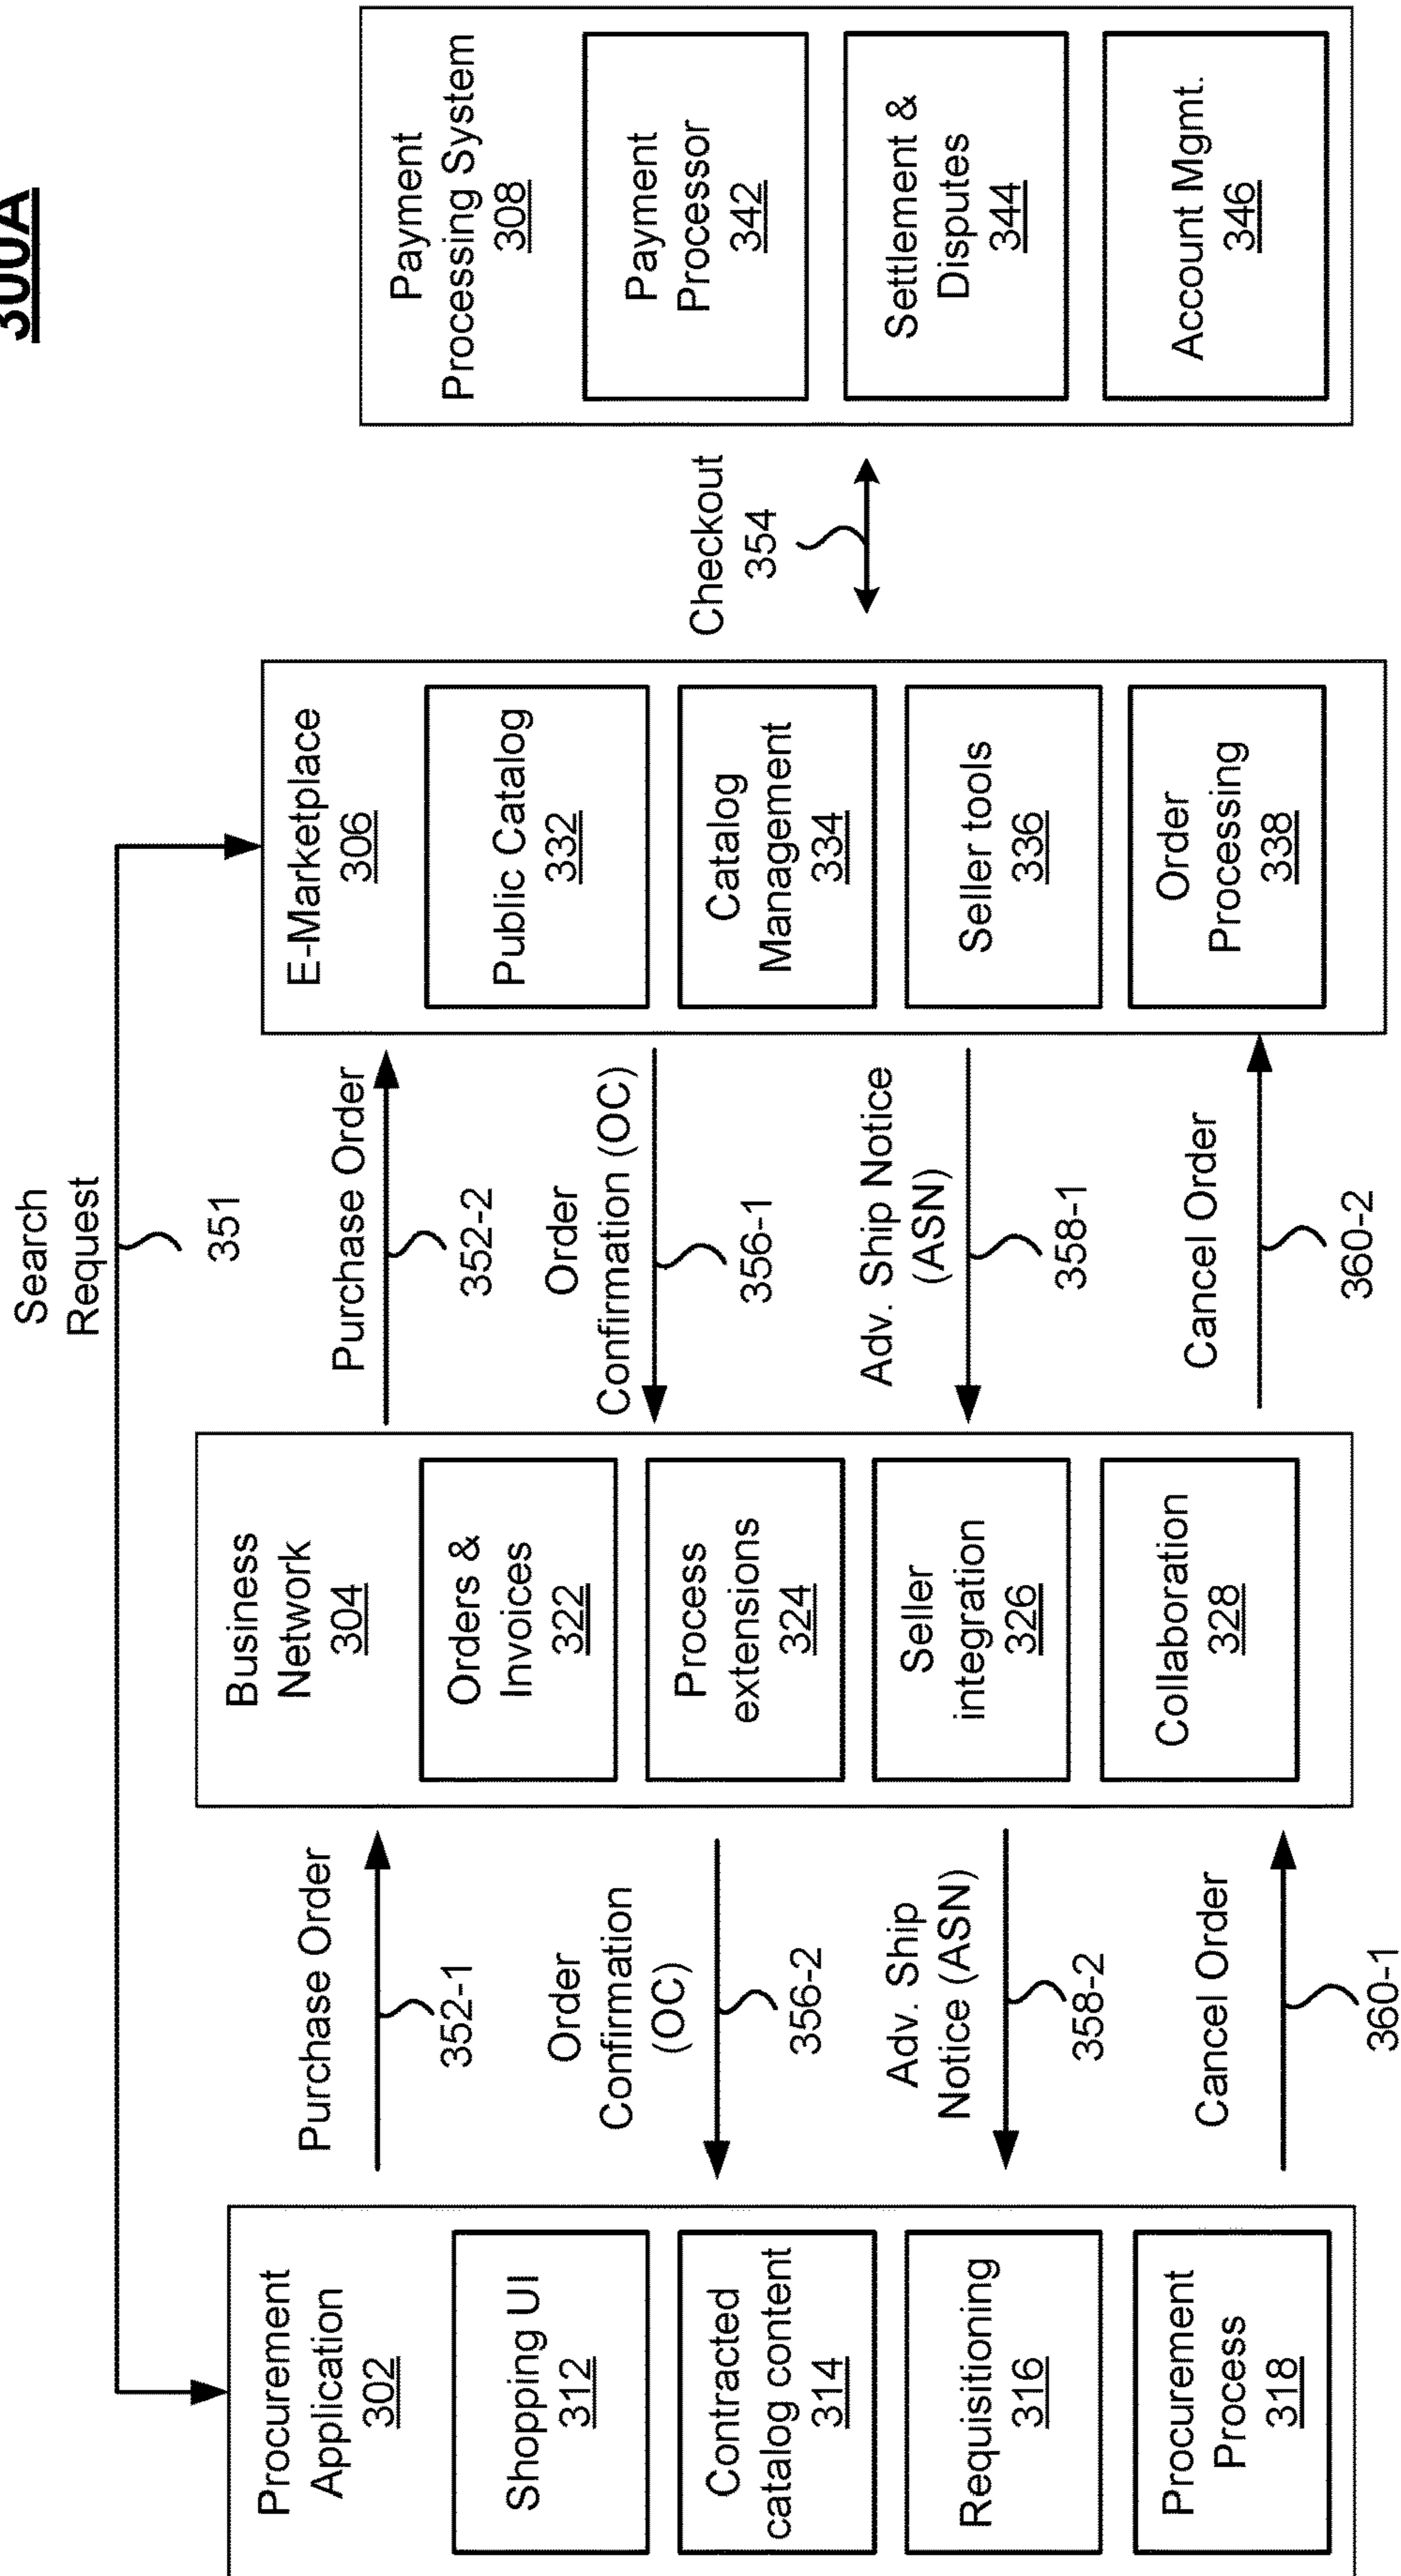 300A
Search
Request
351
Procurement
Application
302
Shopping UI
312
Contracted
catalog content
314
Requisitioning
316
Procurement
Process
318
Purchase Order
352-1
Order
Confirmation
(OC)
356-2
Adv. Ship
Notice (ASN)
358-2
Cancel Order
360-1
Business
Network
304
Orders &
Invoices
322
Process
extensions
324
Seller
integration
326
Collaboration
328
Purchase Order
352-2
Order
Confirmation (OC)
356-1
Adv. Ship Notice
(ASN)
358-1
Cancel Order
360-2
E-Marketplace
306
Public Catalog
332
Catalog
Management
334
Seller tools
336
Order
Processing
338
Checkout
354
Payment
Processing System
308
Payment
Processor
342
Settlement &
Disputes
344
Account Mgmt.
346